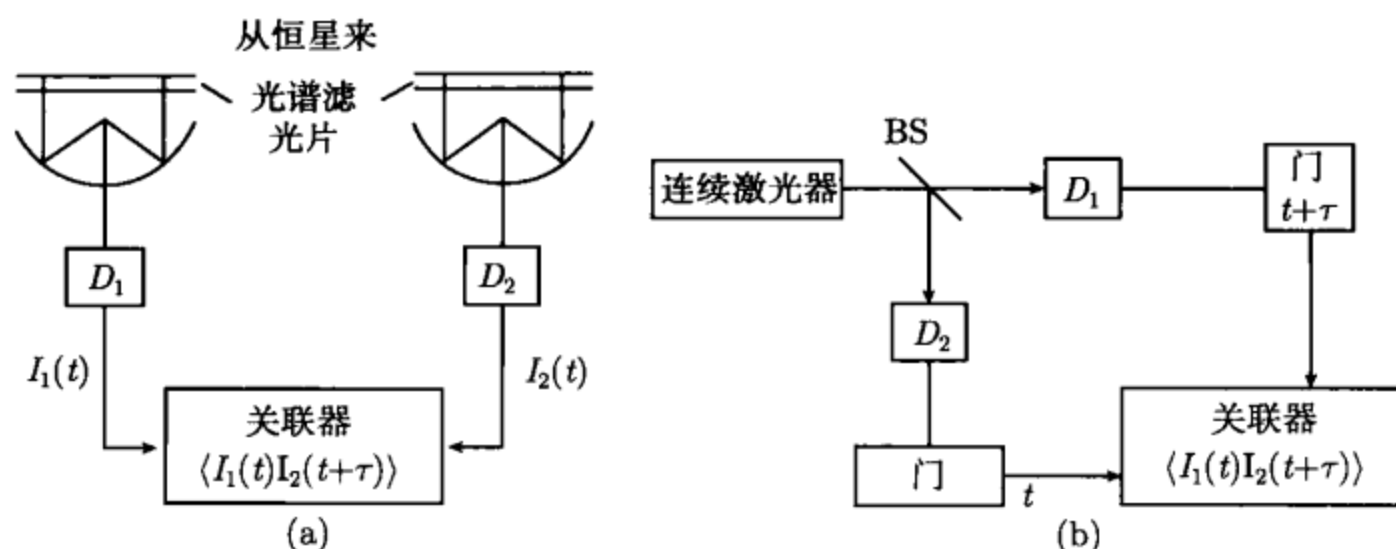 从恒星来
光谱滤
光片
D₁
D₂
I₁(t)
I₂(t)
关联器
⟨I₁(t)I₂(t+τ)⟩
(a)
BS
连续激光器
D₁
门
t+τ
D₂
门
t
关联器
⟨I₁(t)I₂(t+τ)⟩
(b)